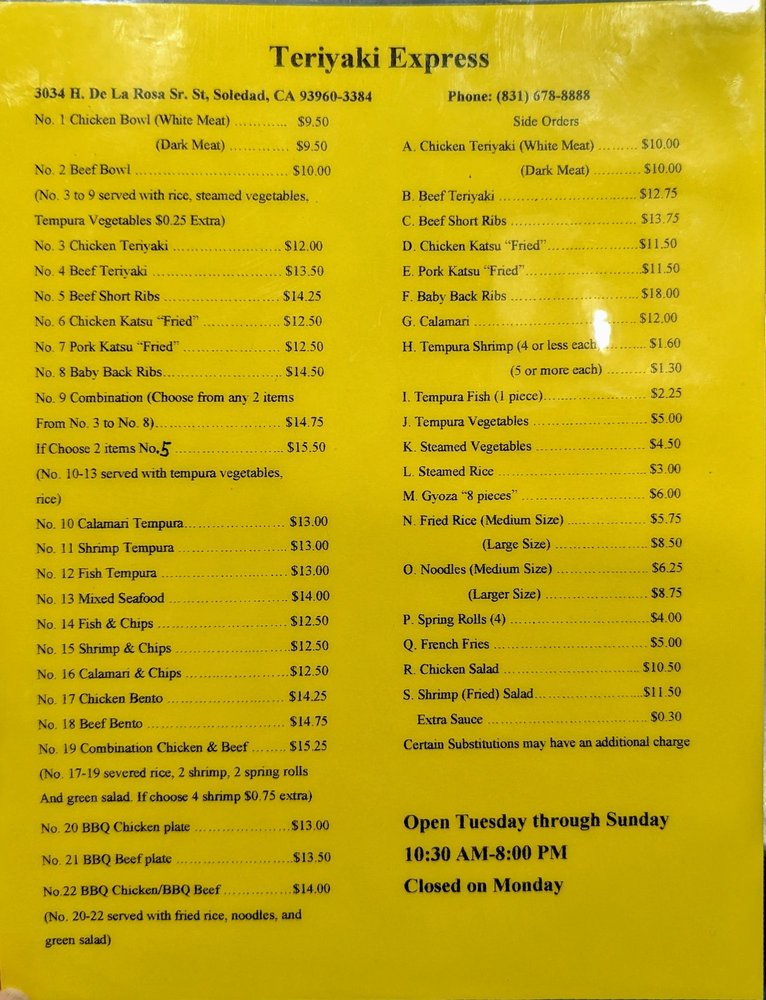 Teriyaki Express
3034 H. De La Rosa Sr. St, Soledad, CA 93960-3384
Phone: (831) 678-8888
No. 1 Chicken Bowl (White Meat) ............ $9.50
(Dark Meat) ............... $9.50
No. 2 Beef Bowl .............................. $10.00
(No. 3 to 9 served with rice, steamed vegetables,
Tempura Vegetables $0.25 Extra)
No. 3 Chicken Teriyaki ........................ $12.00
No. 4 Beef Teriyaki ............................ $13.50
No. 5 Beef Short Ribs ......................... $14.25
No. 6 Chicken Katsu “Fried” ................. $12.50
No. 7 Pork Katsu “Fried” ..................... $12.50
No. 8 Baby Back Ribs......................... $14.50
No. 9 Combination (Choose from any 2 items
From No. 3 to No. 8)........................... $14.75
If Choose 2 items No.5 ........................ $15.50
(No. 10-13 served with tempura vegetables,
rice)
No. 10 Calamari Tempura..................... $13.00
No. 11 Shrimp Tempura ...................... $13.00
No. 12 Fish Tempura .......................... $13.00
No. 13 Mixed Seafood ........................ $14.00
No. 14 Fish & Chips ........................... $12.50
No. 15 Shrimp & Chips ....................... $12.50
No. 16 Calamari & Chips ..................... $12.50
No. 17 Chicken Bento ......................... $14.25
No. 18 Beef Bento .............................. $14.75
No. 19 Combination Chicken & Beef ........ $15.25
(No. 17-19 severed rice, 2 shrimp, 2 spring rolls
And green salad. If choose 4 shrimp $0.75 extra)
No. 20 BBQ Chicken plate .................... $13.00
No. 21 BBQ Beef plate ........................ $13.50
No.22 BBQ Chicken/BBQ Beef ............... $14.00
(No. 20-22 served with fried rice, noodles, and
green salad)
Side Orders
A. Chicken Teriyaki (White Meat) ......... $10.00
(Dark Meat) ............ $10.00
B. Beef Teriyaki .............................. $12.75
C. Beef Short Ribs ............................ $13.75
D. Chicken Katsu “Fried”.................... $11.50
E. Pork Katsu “Fried”........................ $11.50
F. Baby Back Ribs ........................... $18.00
G. Calamari ................................... $12.00
H. Tempura Shrimp (4 or less each ........ $1.60
(5 or more each) ......... $1.30
I. Tempura Fish (1 piece)..................... $2.25
J. Tempura Vegetables ....................... $5.00
K. Steamed Vegetables ...................... $4.50
L. Steamed Rice .............................. $3.00
M. Gyoza “8 pieces” ......................... $6.00
N. Fried Rice (Medium Size) ................ $5.75
(Large Size) .................... $8.50
O. Noodles (Medium Size) .................. $6.25
(Larger Size) ...................... $8.75
P. Spring Rolls (4) ............................ $4.00
Q. French Fries ................................ $5.00
R. Chicken Salad ............................. $10.50
S. Shrimp (Fried) Salad...................... $11.50
Extra Sauce ................................. $0.30
Certain Substitutions may have an additional charge
Open Tuesday through Sunday
10:30 AM-8:00 PM
Closed on Monday